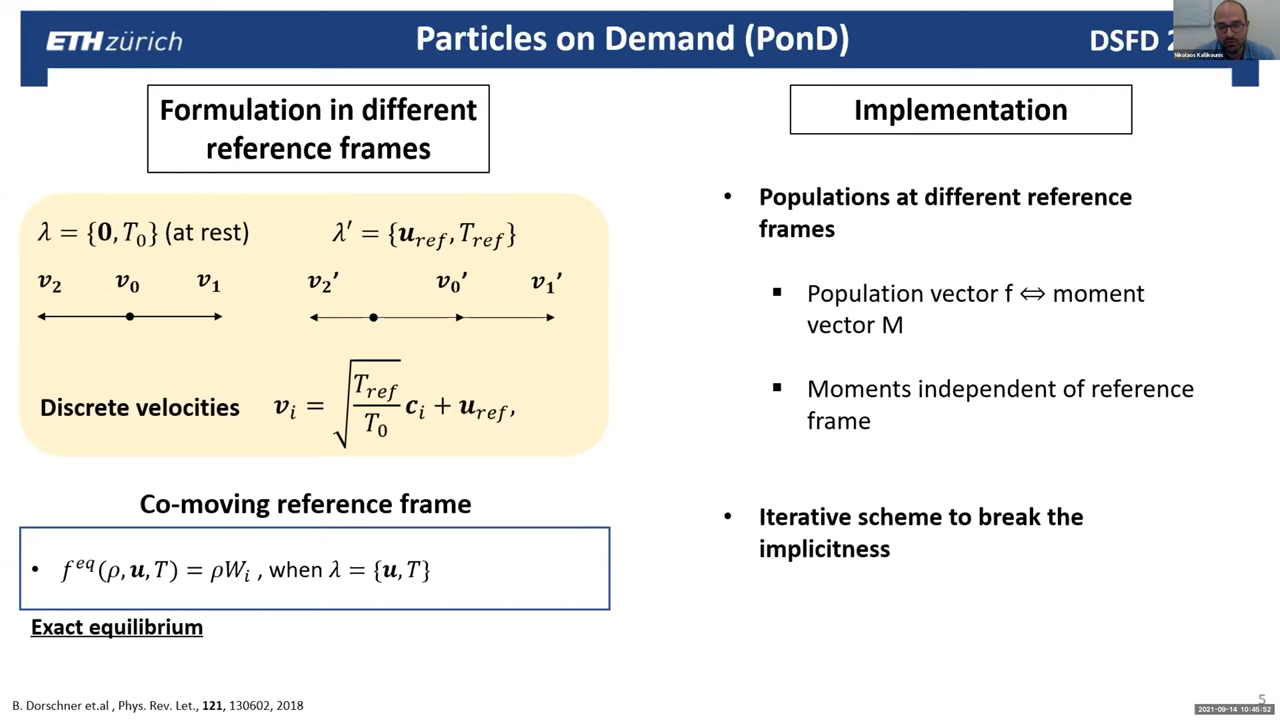 ETH zürich
Particles on Demand (PonD)
DSFD 2
Nikolaos Kallikounis
Formulation in different
reference frames
λ = {0, T₀} (at rest)
λ′ = {u_ref, T_ref}
v₂ v₀ v₁
v₂′ v₀′ v₁′
Discrete velocities v_i = √(T_ref/T₀) c_i + u_ref,
Co-moving reference frame
• f^eq(ρ, u, T) = ρW_i , when λ = {u, T}
Exact equilibrium
Implementation
• Populations at different reference
frames
▪ Population vector f ⇔ moment
vector M
▪ Moments independent of reference
frame
• Iterative scheme to break the
implicitness
B. Dorschner et.al , Phys. Rev. Let., 121, 130602, 2018
5
2021-09-14 10:45:52